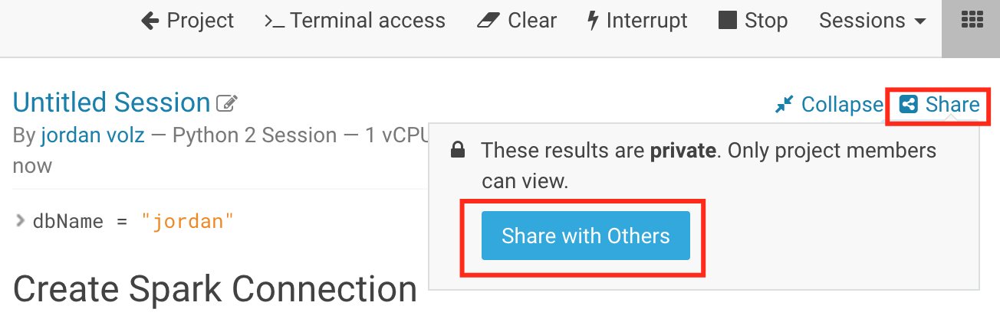 Project >_ Terminal access Clear Interrupt Stop Sessions
Untitled Session
Collapse Share
By jordan volz — Python 2 Session — 1 vCPU
now
These results are private. Only project members
can view.
Share with Others
> dbName = "jordan"
Create Spark Connection